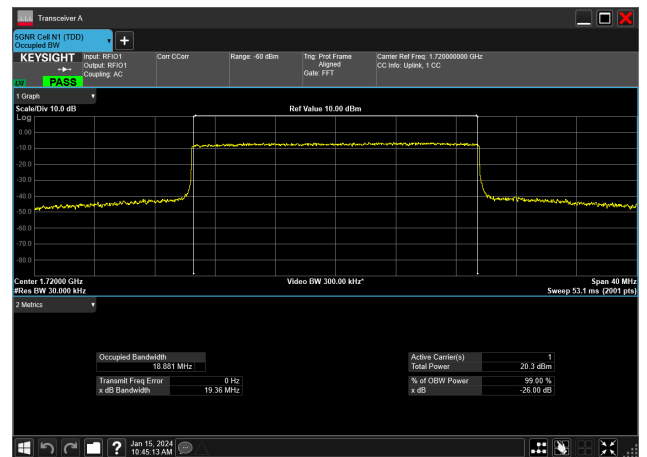 Transceiver A
5GNR Cell N1 (TDD)
Occupied BW
KEYSIGHT
PASS
Input: RFIO1
Output: RFIO1
Coupling: AC
Corr CCorr
Range: -60 dBm
Trig: Prot Frame
Aligned
Gate: FFT
Carrier Ref Freq: 1.720000000 GHz
CC Info: Uplink, 1 CC
1 Graph
Scale/Div 10.0 dB
Ref Value 10.00 dBm
Log
0.00
-10.0
-20.0
-30.0
-40.0
-50.0
-60.0
-70.0
-80.0
Center 1.72000 GHz
Video BW 300.00 kHz*
Span 40 MHz
#Res BW 30.000 kHz
Sweep 53.1 ms (2001 pts)
2 Metrics
Occupied Bandwidth
18.881 MHz
Transmit Freq Error 0 Hz
x dB Bandwidth 19.36 MHz
Active Carrier(s) 1
Total Power 20.3 dBm
% of OBW Power 99.00 %
x dB -26.00 dB
Jan 15, 2024
10:45:13 AM